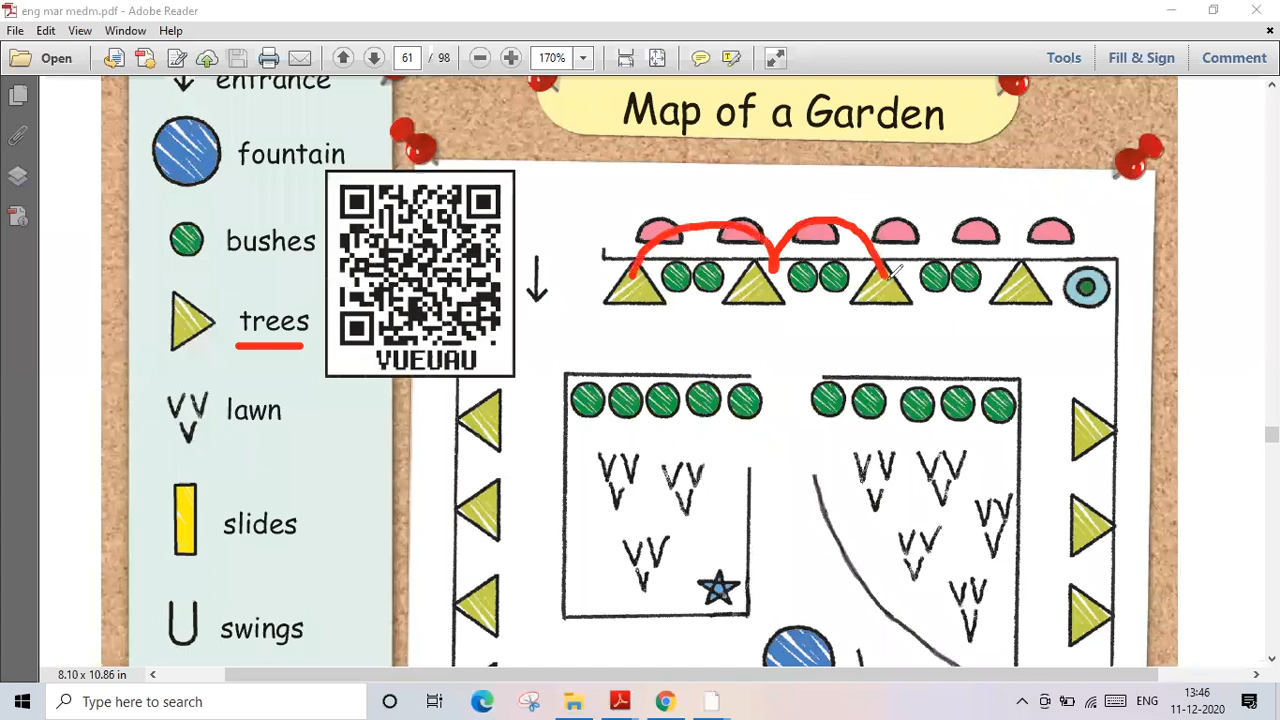 eng mar medm.pdf - Adobe Reader
File Edit View Window Help
Open 61 / 98 170% Tools Fill & Sign Comment
entrance
Map of a Garden
fountain
bushes
trees
VUEUAU
lawn
slides
swings
8.10 x 10.86 in
Type here to search
ENG
13:46
11-12-2020